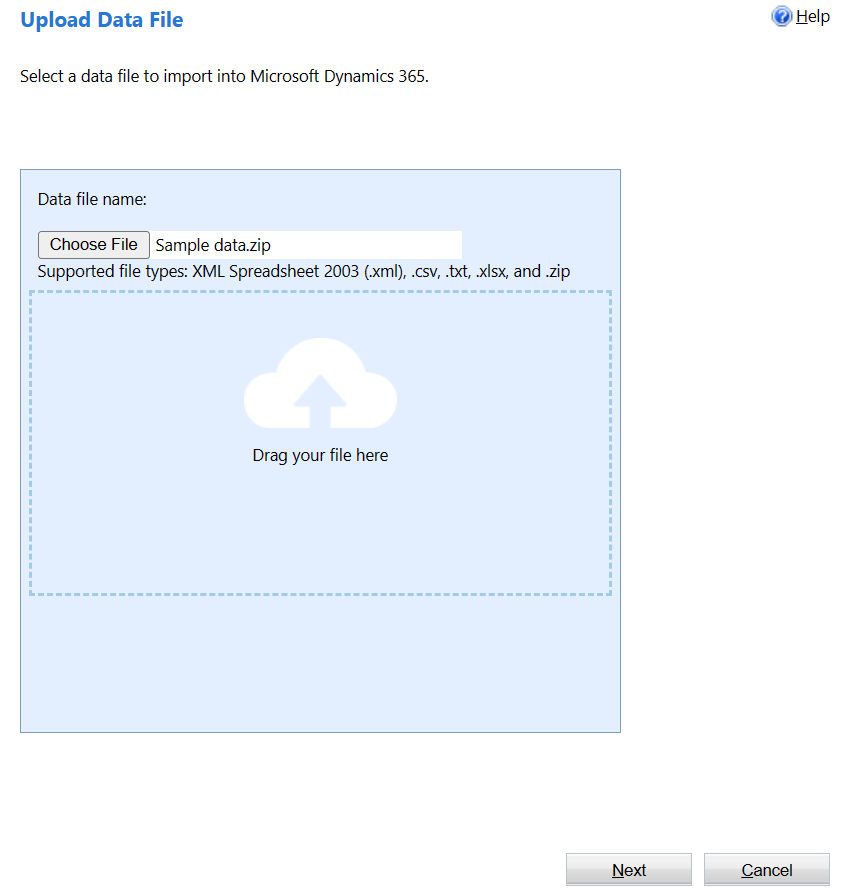 Upload Data File
Help
Select a data file to import into Microsoft Dynamics 365.
Data file name:
Choose File Sample data.zip
Supported file types: XML Spreadsheet 2003 (.xml), .csv, .txt, .xlsx, and .zip
Drag your file here
Next
Cancel